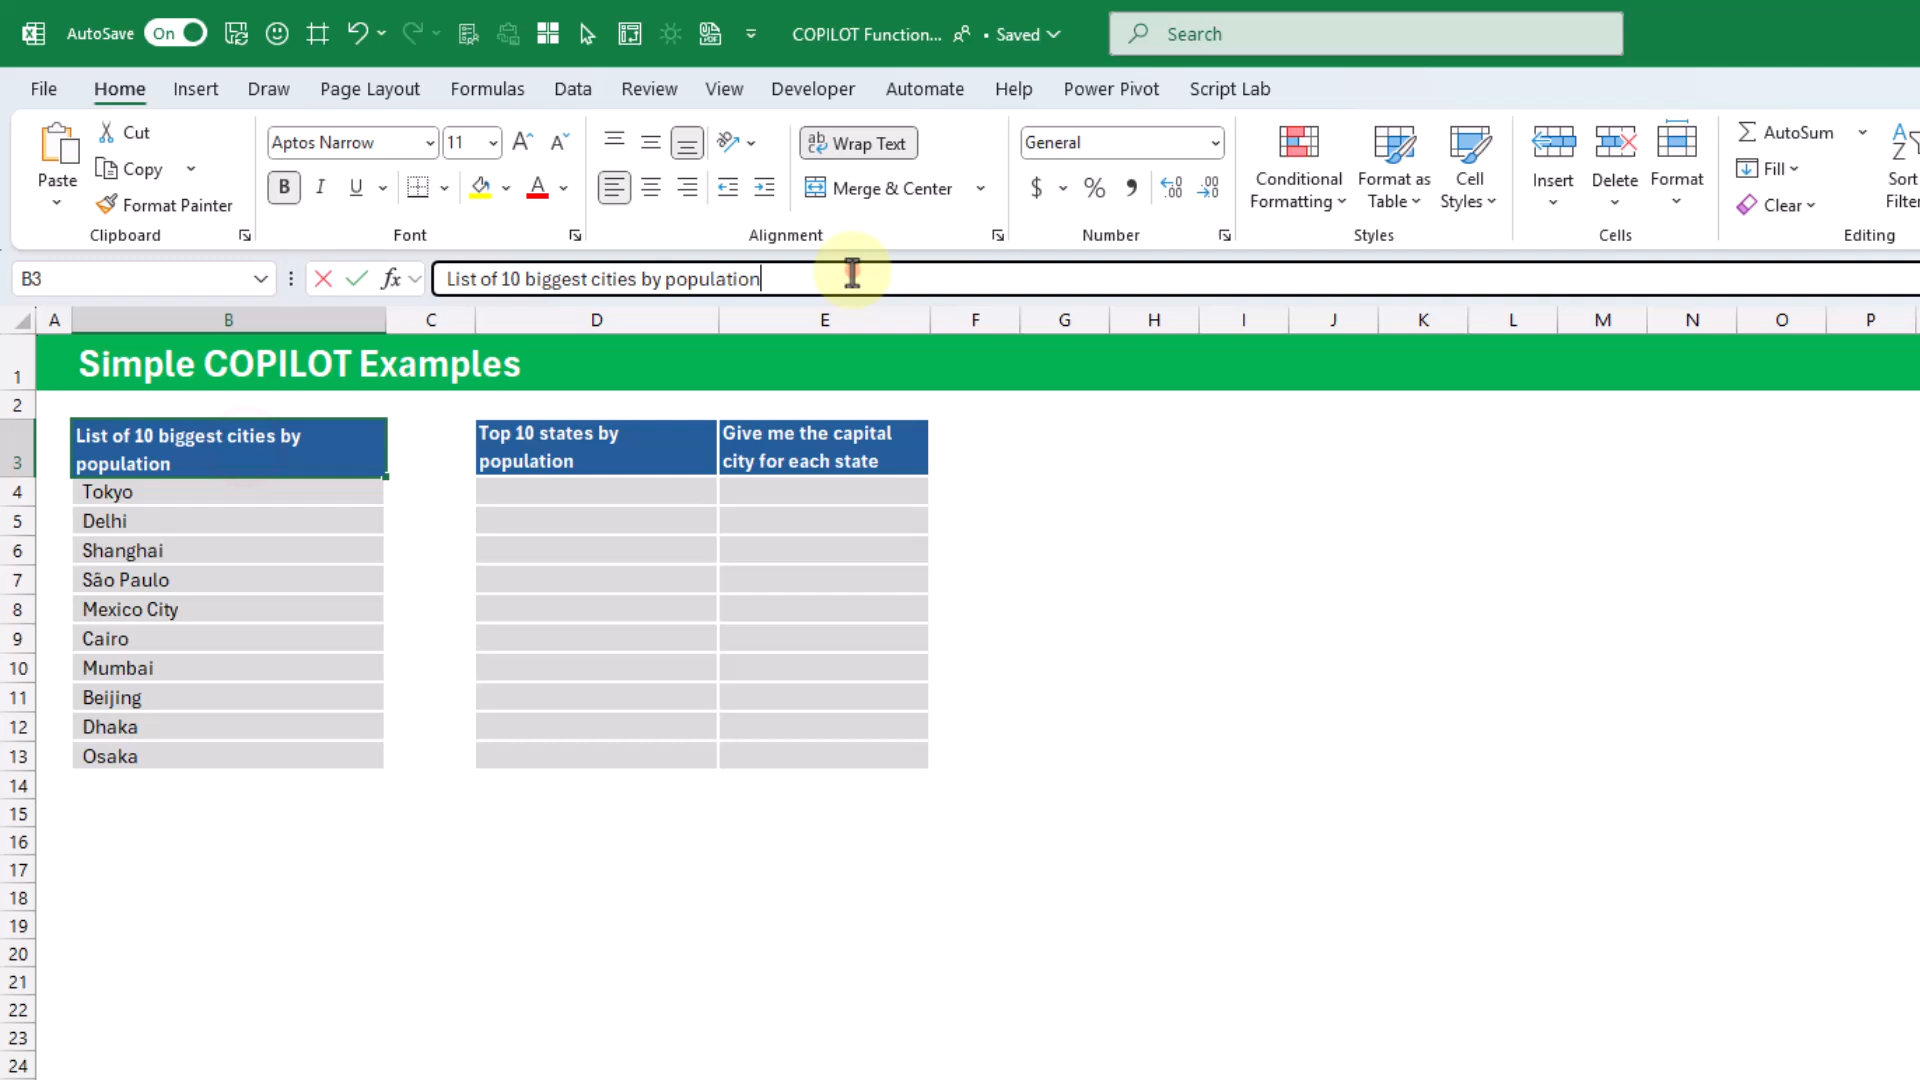 AutoSave On COPILOT Function... • Saved Search
File Home Insert Draw Page Layout Formulas Data Review View Developer Automate Help Power Pivot Script Lab
Paste
Cut
Copy
Format Painter
Clipboard
Aptos Narrow 11
B I U
Font
Wrap Text
Merge & Center
Alignment
General
$ % 9
Number
Conditional Formatting
Format as Table
Cell Styles
Styles
Insert Delete Format
Cells
AutoSum
Fill
Clear
Sort
Filter
Editing
B3 fx List of 10 biggest cities by population
A B C D E F G H I J K L M N O P
1 Simple COPILOT Examples
2
3
List of 10 biggest cities by
population
Top 10 states by
population
Give me the capital
city for each state
4 Tokyo
5 Delhi
6 Shanghai
7 São Paulo
8 Mexico City
9 Cairo
10 Mumbai
11 Beijing
12 Dhaka
13 Osaka
14
15
16
17
18
19
20
21
22
23
24